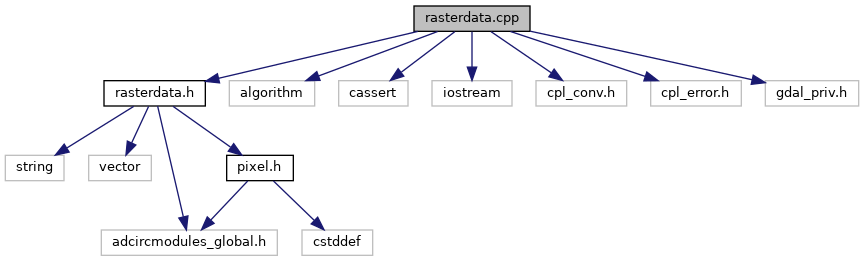 rasterdata.cpp
rasterdata.h
algorithm
cassert
iostream
cpl_conv.h
cpl_error.h
gdal_priv.h
string
vector
pixel.h
adcircmodules_global.h
cstddef